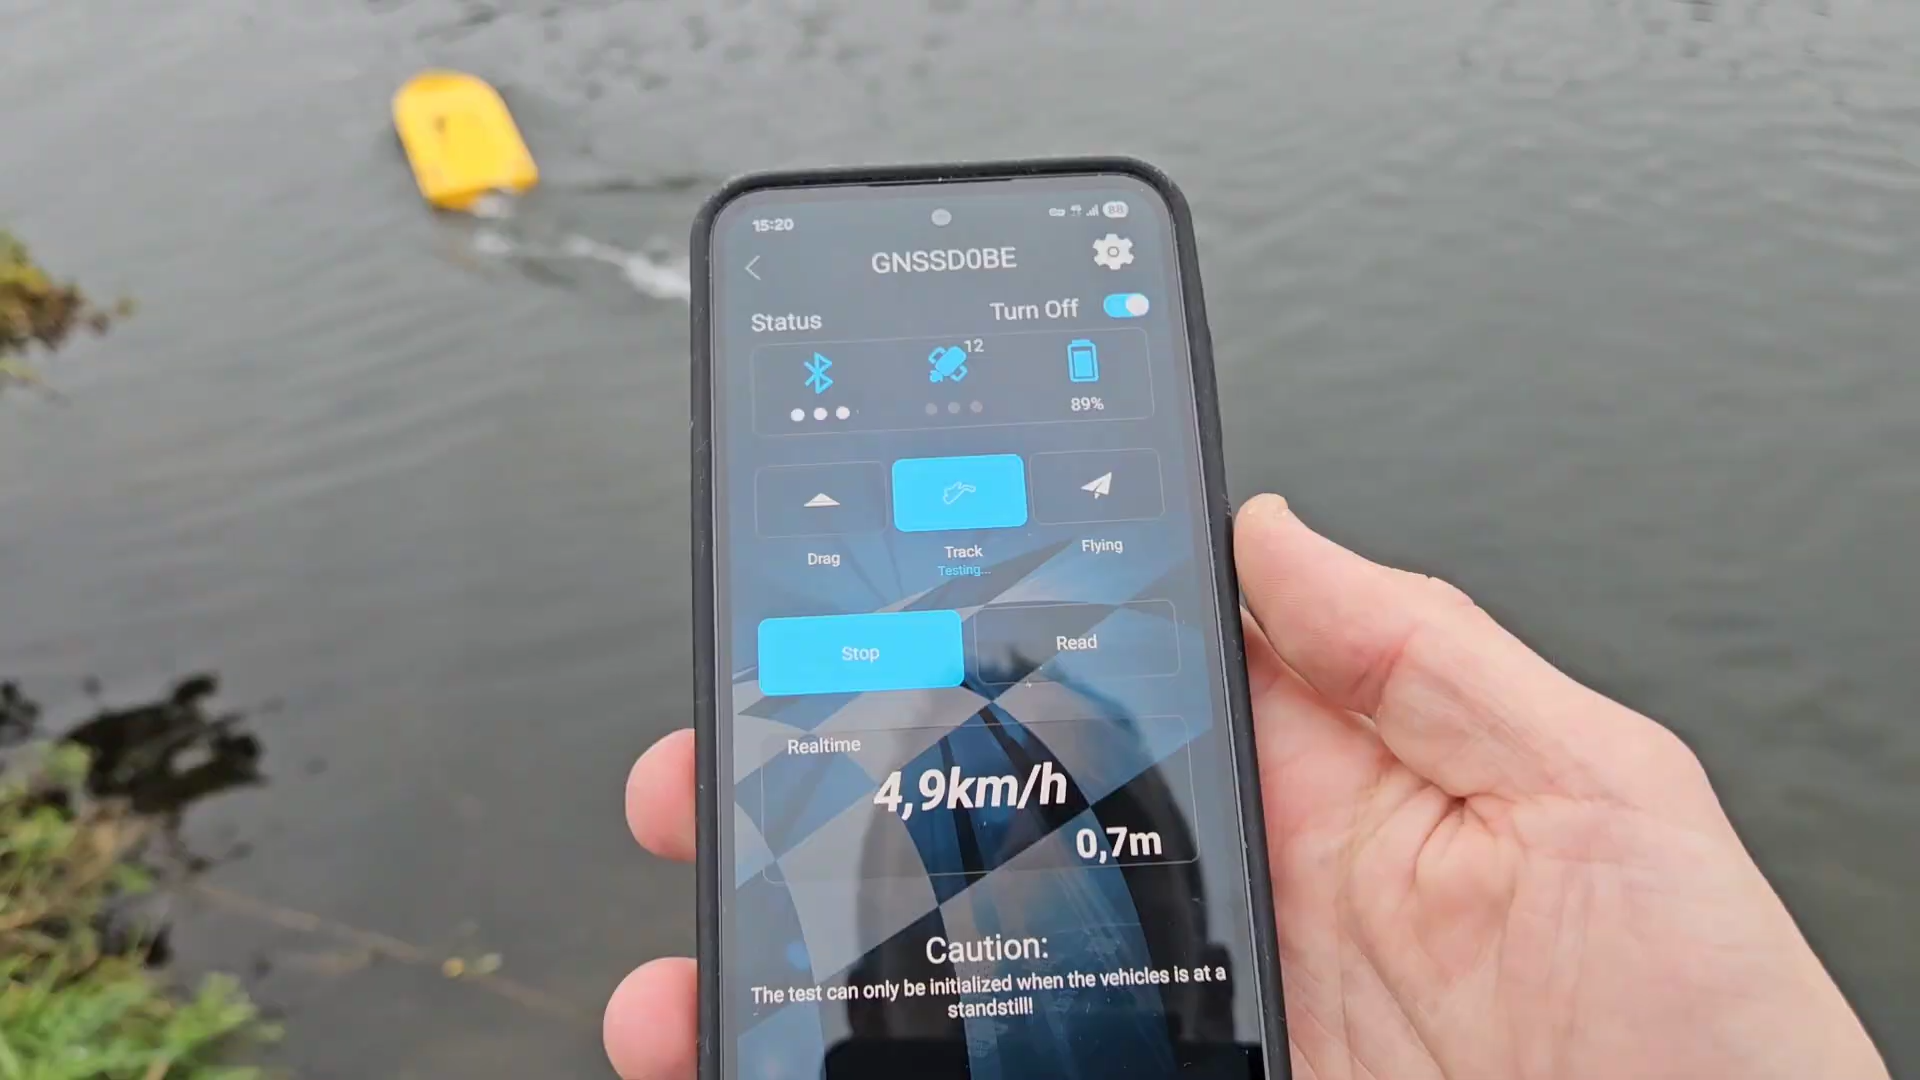 15:20
88
GNSSD0BE
Status
Turn Off
12
89%
Drag
Track
Flying
Testing...
Stop
Read
Realtime
4,9km/h
0,7m
Caution:
The test can only be initialized when the vehicles is at a
standstill!